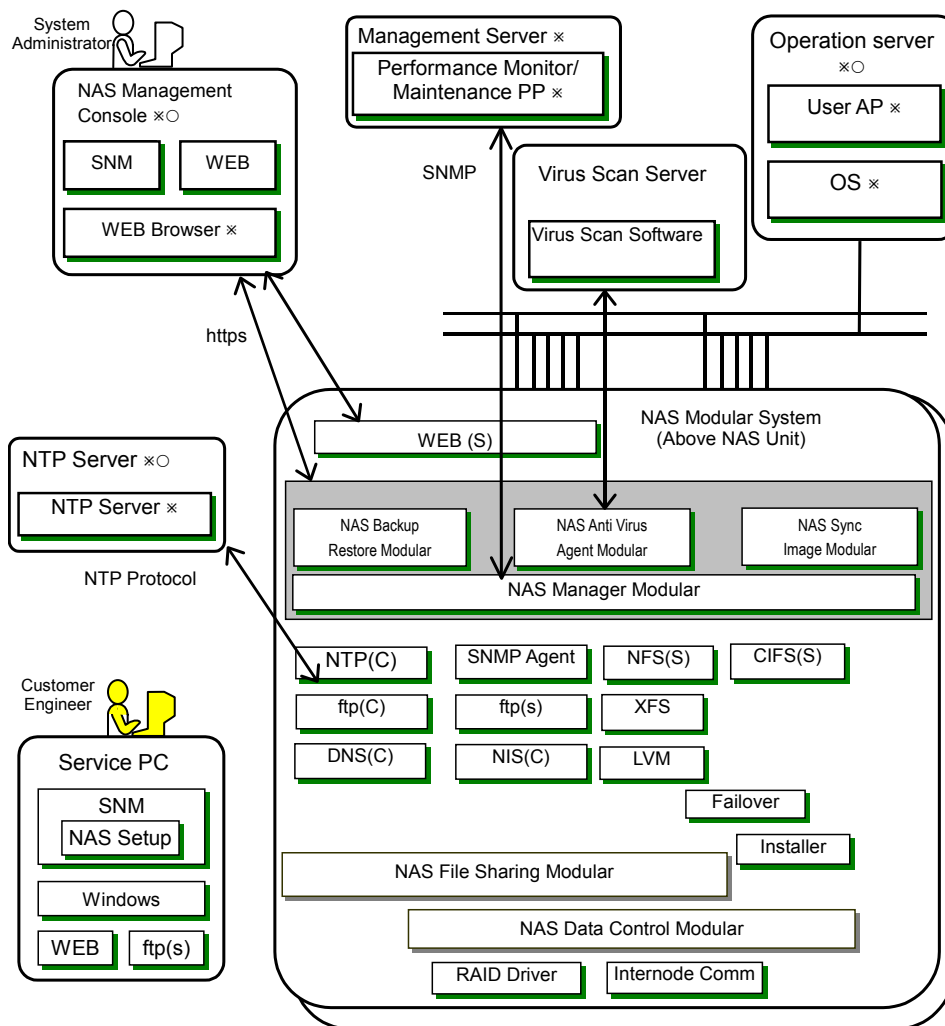 System
Administrator
NAS Management
Console ※○
SNM
WEB
WEB Browser ※
Management Server ※
Performance Monitor/
Maintenance PP ※
SNMP
Virus Scan Server
Virus Scan Software
Operation server
※○
User AP ※
OS ※
https
NAS Modular System
(Above NAS Unit)
WEB (S)
NAS Backup
Restore Modular
NAS Anti Virus
Agent Modular
NAS Sync
Image Modular
NAS Manager Modular
NTP Server ※○
NTP Server ※
NTP Protocol
NTP(C)
SNMP Agent
NFS(S)
CIFS(S)
ftp(C)
ftp(s)
XFS
DNS(C)
NIS(C)
LVM
Failover
Installer
NAS File Sharing Modular
NAS Data Control Modular
RAID Driver
Internode Comm
Customer
Engineer
Service PC
SNM
NAS Setup
Windows
WEB
ftp(s)